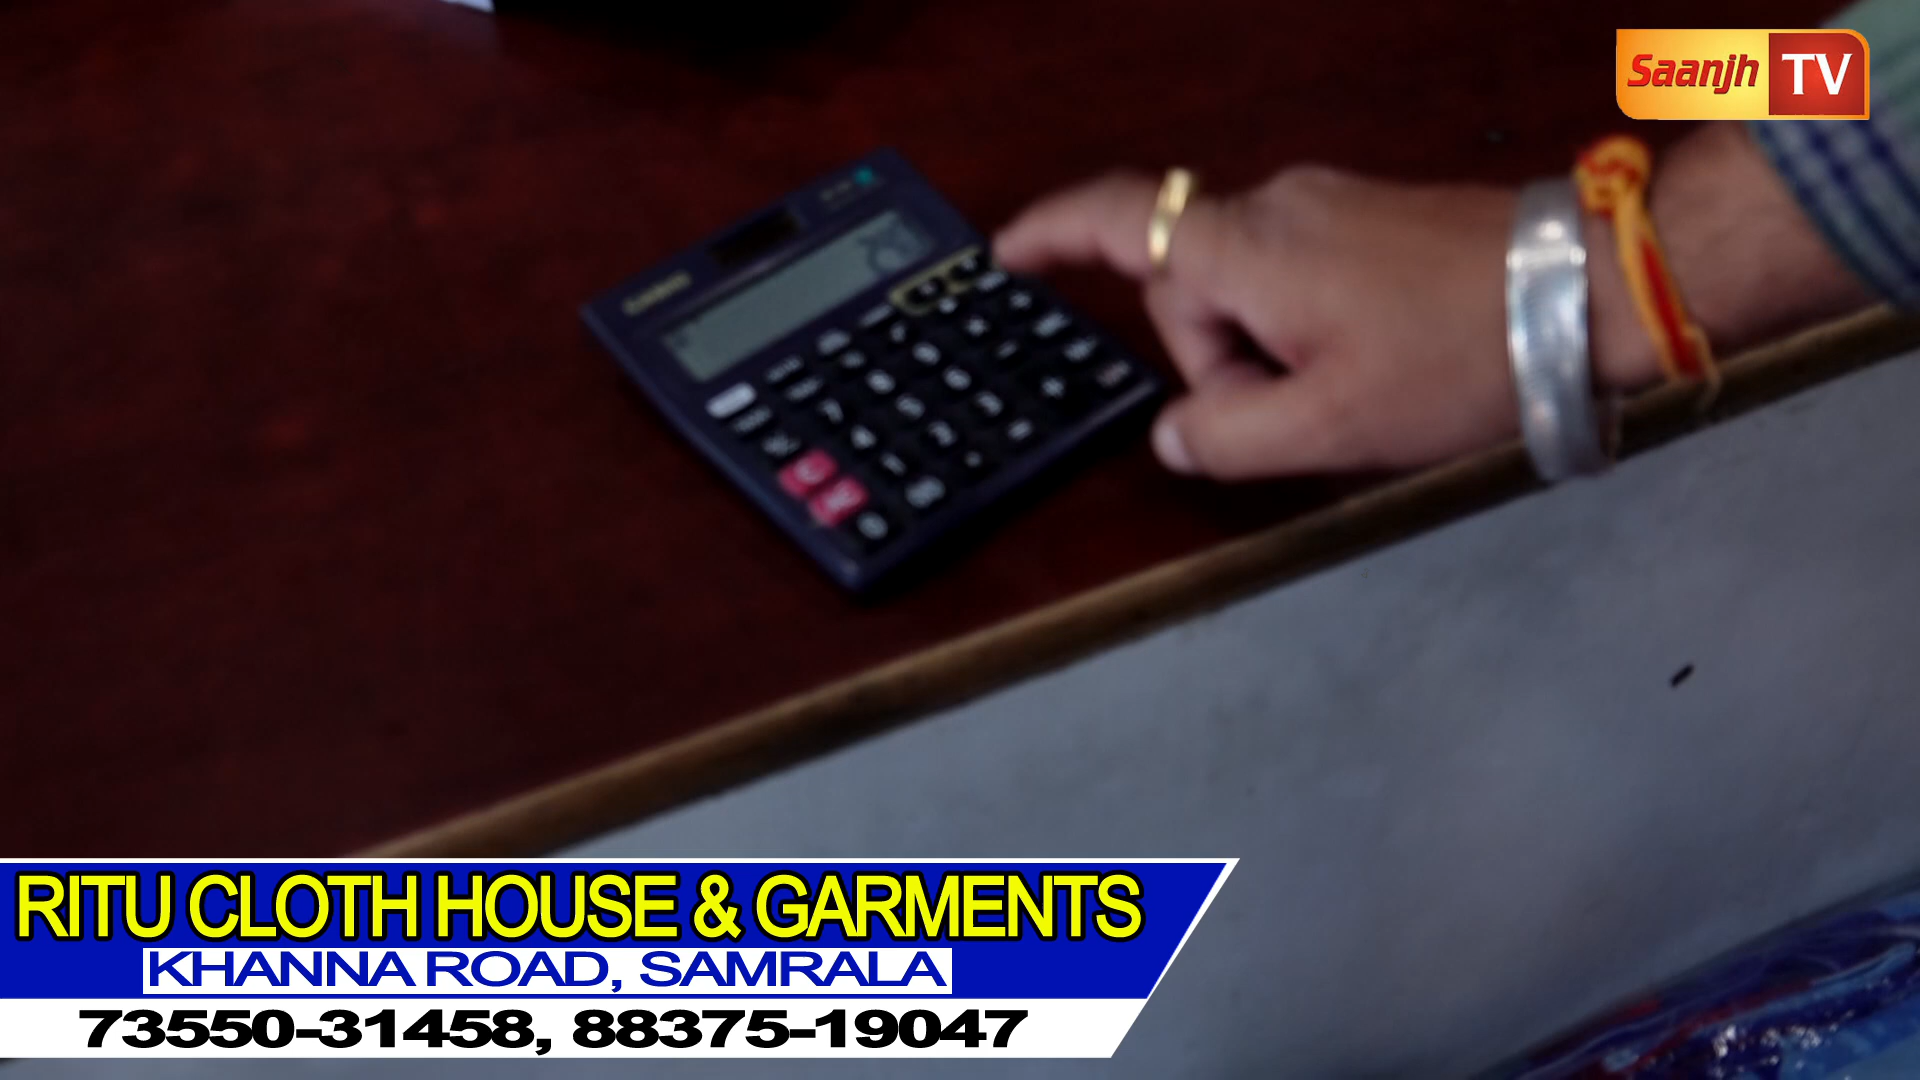 Saanjh TV
RITU CLOTH HOUSE & GARMENTS
KHANNA ROAD, SAMRALA
73550-31458, 88375-19047